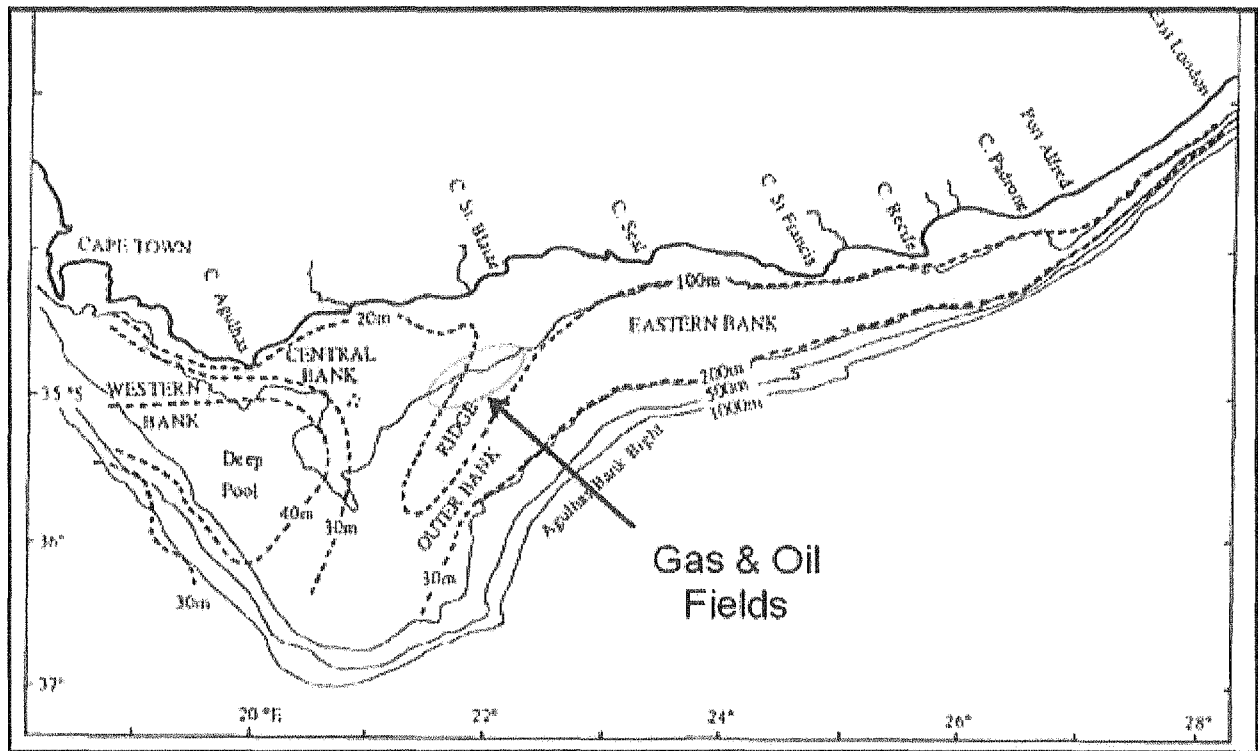 East London
Port Alfred
C. Padrone
C. Recife
C. St Francis
C. Seal
C. St. Blaize
CAPE TOWN
C. Agulhas
100m
20m
EASTERN BANK
CENTRAL
BANK
35 °S
WESTERN
BANK
200m
500m
1000m
RIDGE
Deep
Pool
OUTER BANK
Agulhas Bank Bight
40m
30m
36°
Gas & Oil
Fields
30m
30m
37°
20 °E
22°
24°
26°
28°